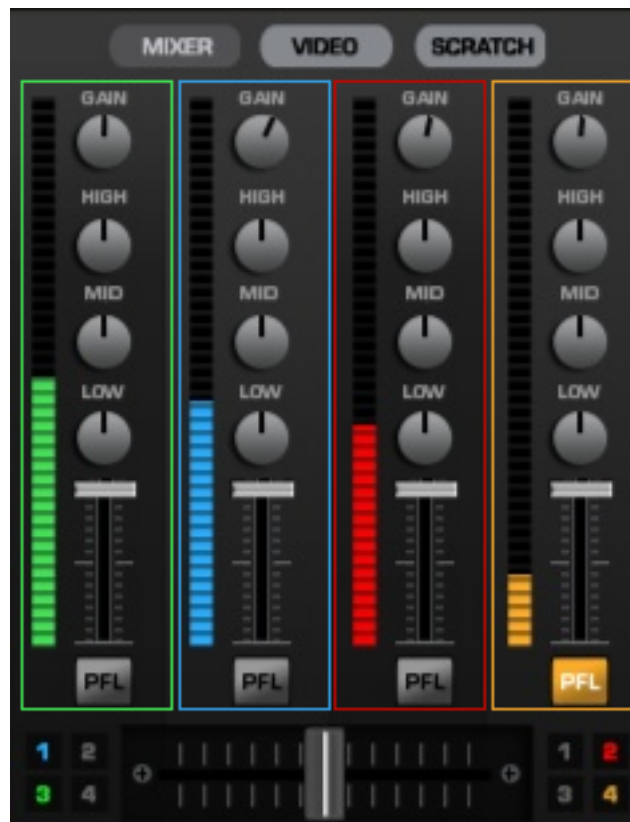 MIXER VIDEO SCRATCH
GAIN GAIN GAIN GAIN
HIGH HIGH HIGH HIGH
MID MID MID MID
LOW LOW LOW LOW
PFL PFL PFL PFL
1 2 1 2
3 4 3 4